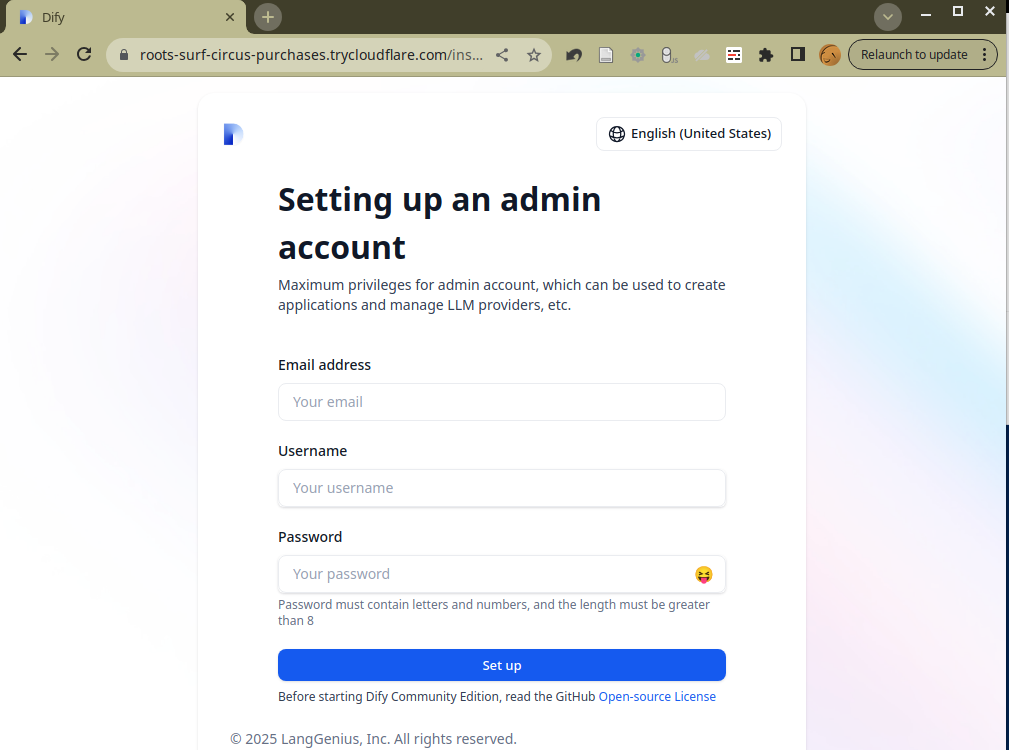 Dify
roots-surf-circus-purchases.trycloudflare.com/ins...
JS
Relaunch to update
English (United States)
Setting up an admin
account
Maximum privileges for admin account, which can be used to create
applications and manage LLM providers, etc.
Email address
Your email
Username
Your username
Password
Your password
Password must contain letters and numbers, and the length must be greater
than 8
Set up
Before starting Dify Community Edition, read the GitHub Open-source License
© 2025 LangGenius, Inc. All rights reserved.